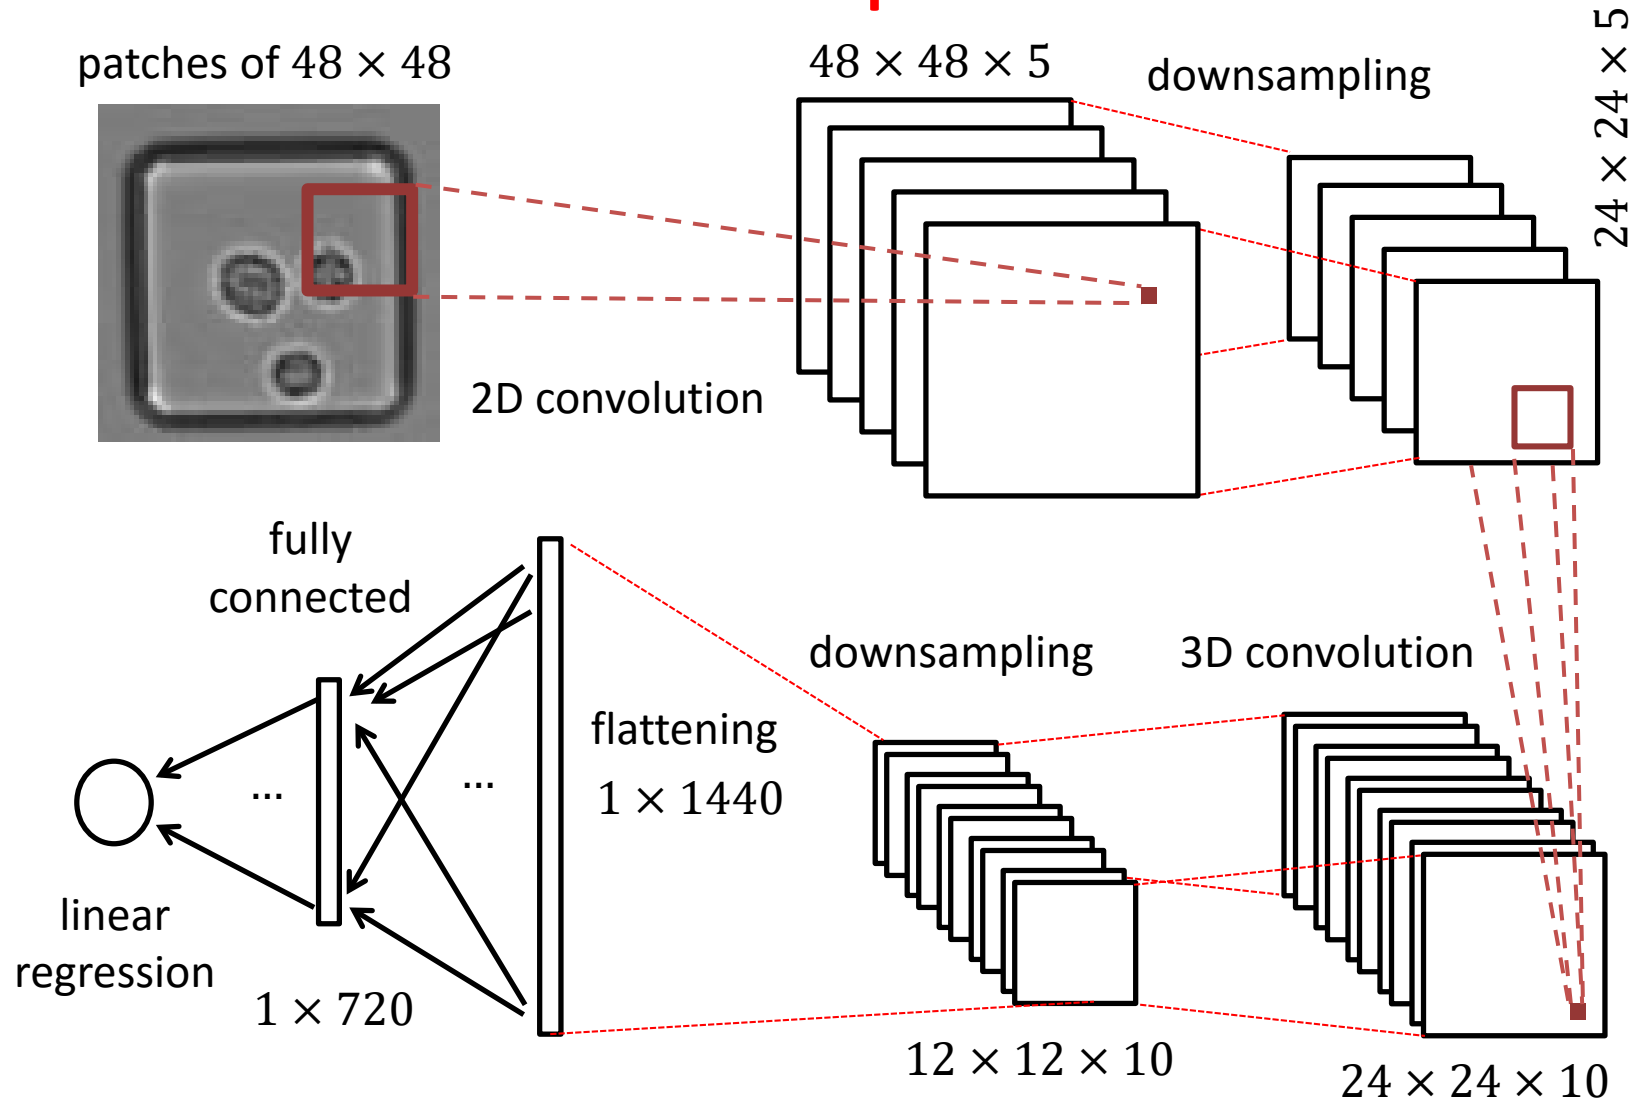 patches of 48 × 48
48 × 48 × 5
downsampling
24 × 24 × 5
2D convolution
fully
connected
downsampling
3D convolution
flattening
1 × 1440
...
...
linear
regression
1 × 720
12 × 12 × 10
24 × 24 × 10